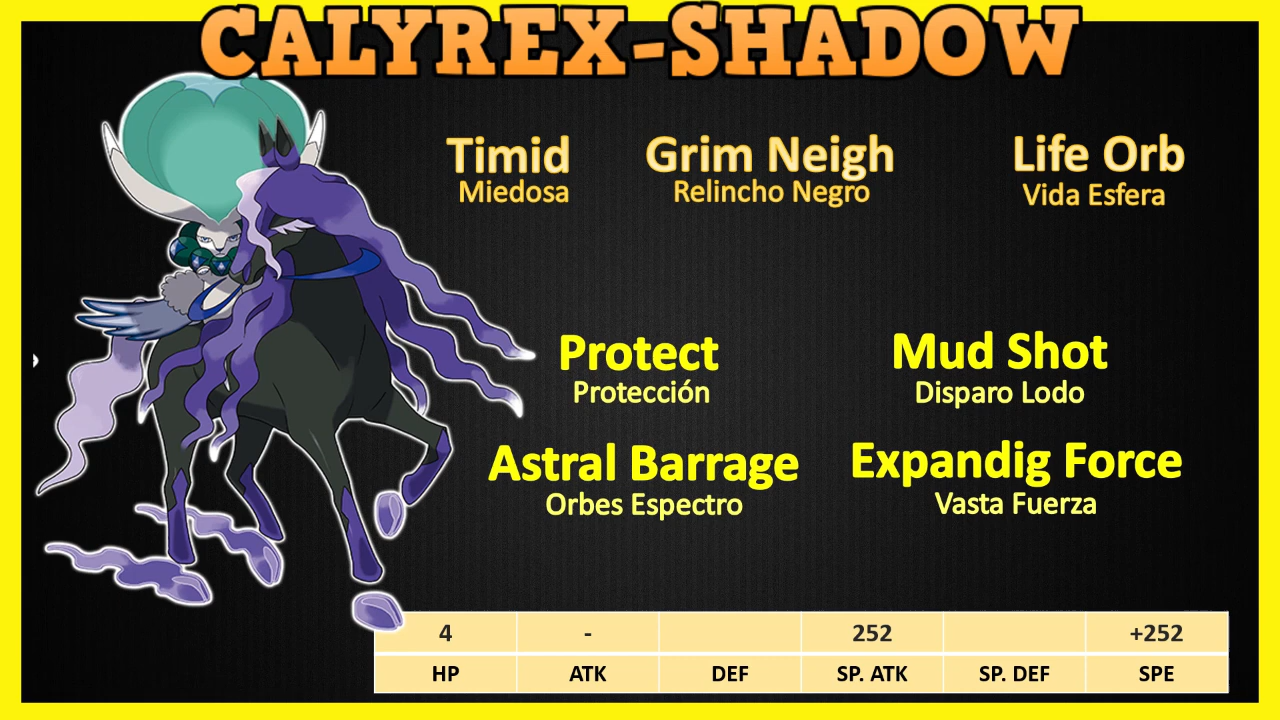 CALYREX-SHADOW
Timid Grim Neigh Life Orb
Miedosa Relincho Negro Vida Esfera
Protect Mud Shot
Protección Disparo Lodo
Astral Barrage Expandig Force
Orbes Espectro Vasta Fuerza
4 - 252 +252
HP ATK DEF SP. ATK SP. DEF SPE